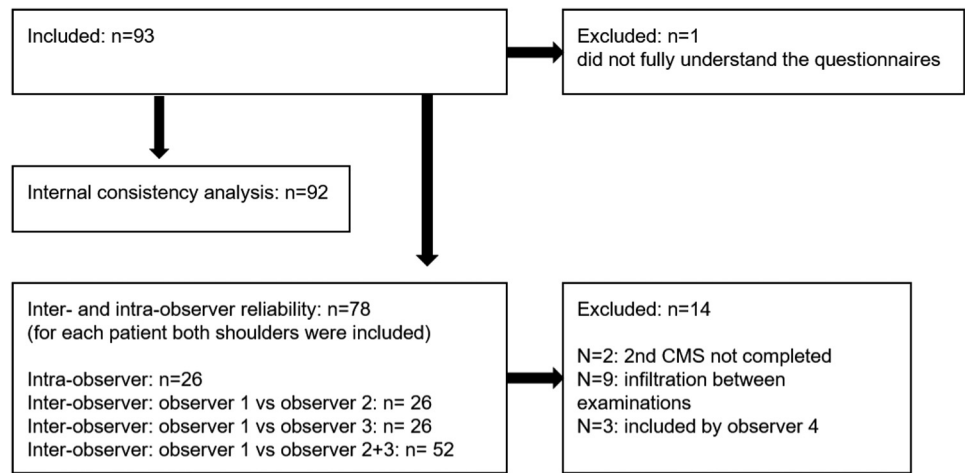 Included: n=93
Excluded: n=1
did not fully understand the questionnaires
Internal consistency analysis: n=92
Inter- and intra-observer reliability: n=78
(for each patient both shoulders were included)
Intra-observer: n=26
Inter-observer: observer 1 vs observer 2: n= 26
Inter-observer: observer 1 vs observer 3: n= 26
Inter-observer: observer 1 vs observer 2+3: n= 52
Excluded: n=14
N=2: 2nd CMS not completed
N=9: infiltration between
examinations
N=3: included by observer 4